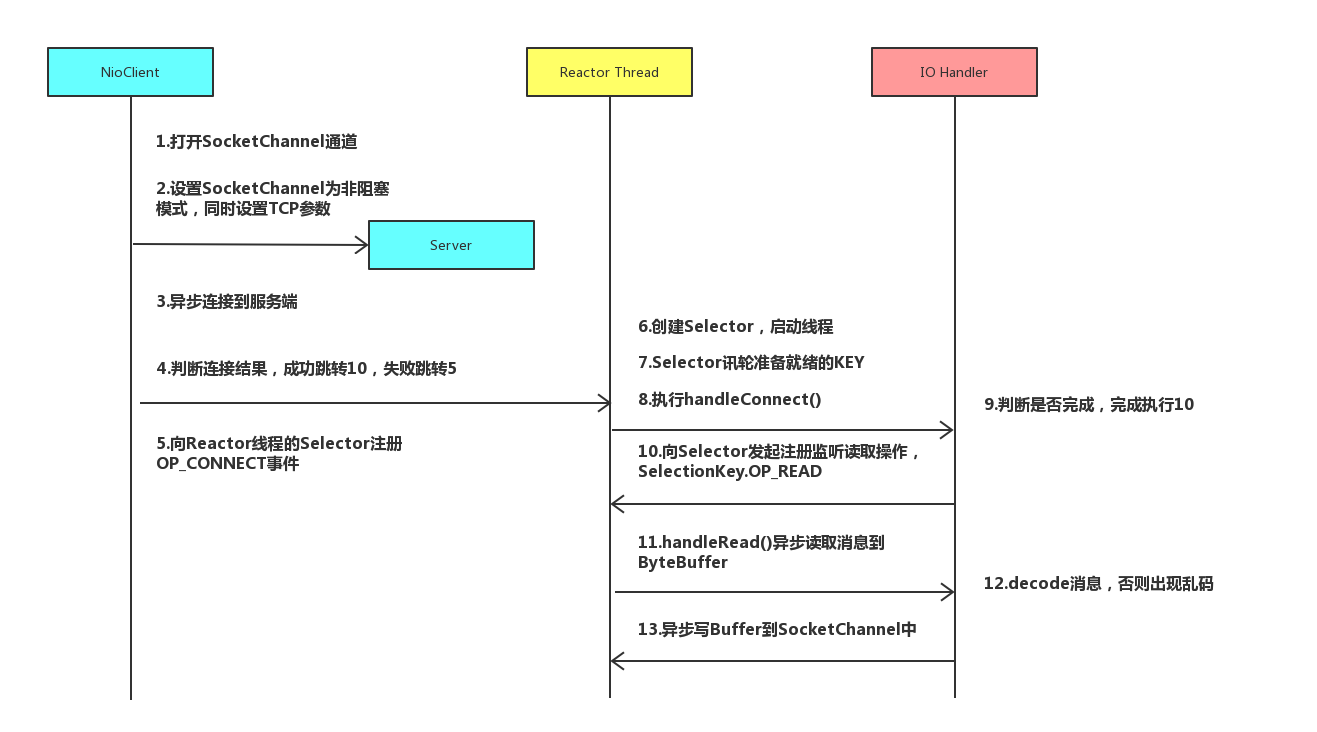 NioClient
Reactor Thread
IO Handler
1.打开SocketChannel通道
2.设置SocketChannel为非阻塞
模式，同时设置TCP参数
Server
3.异步连接到服务端
4.判断连接结果，成功跳转10，失败跳转5
5.向Reactor线程的Selector注册
OP_CONNECT事件
6.创建Selector，启动线程
7.Selector讯轮准备就绪的KEY
8.执行handleConnect()
9.判断是否完成，完成执行10
10.向Selector发起注册监听读取操作，
SelectionKey.OP_READ
11.handleRead()异步读取消息到
ByteBuffer
12.decode消息，否则出现乱码
13.异步写Buffer到SocketChannel中